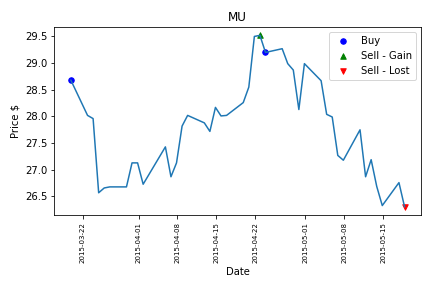 MU
Buy
Sell - Gain
Sell - Lost
Price $
29.5
29.0
28.5
28.0
27.5
27.0
26.5
2015-03-22
2015-04-01
2015-04-08
2015-04-15
2015-04-22
2015-05-01
2015-05-08
2015-05-15
Date